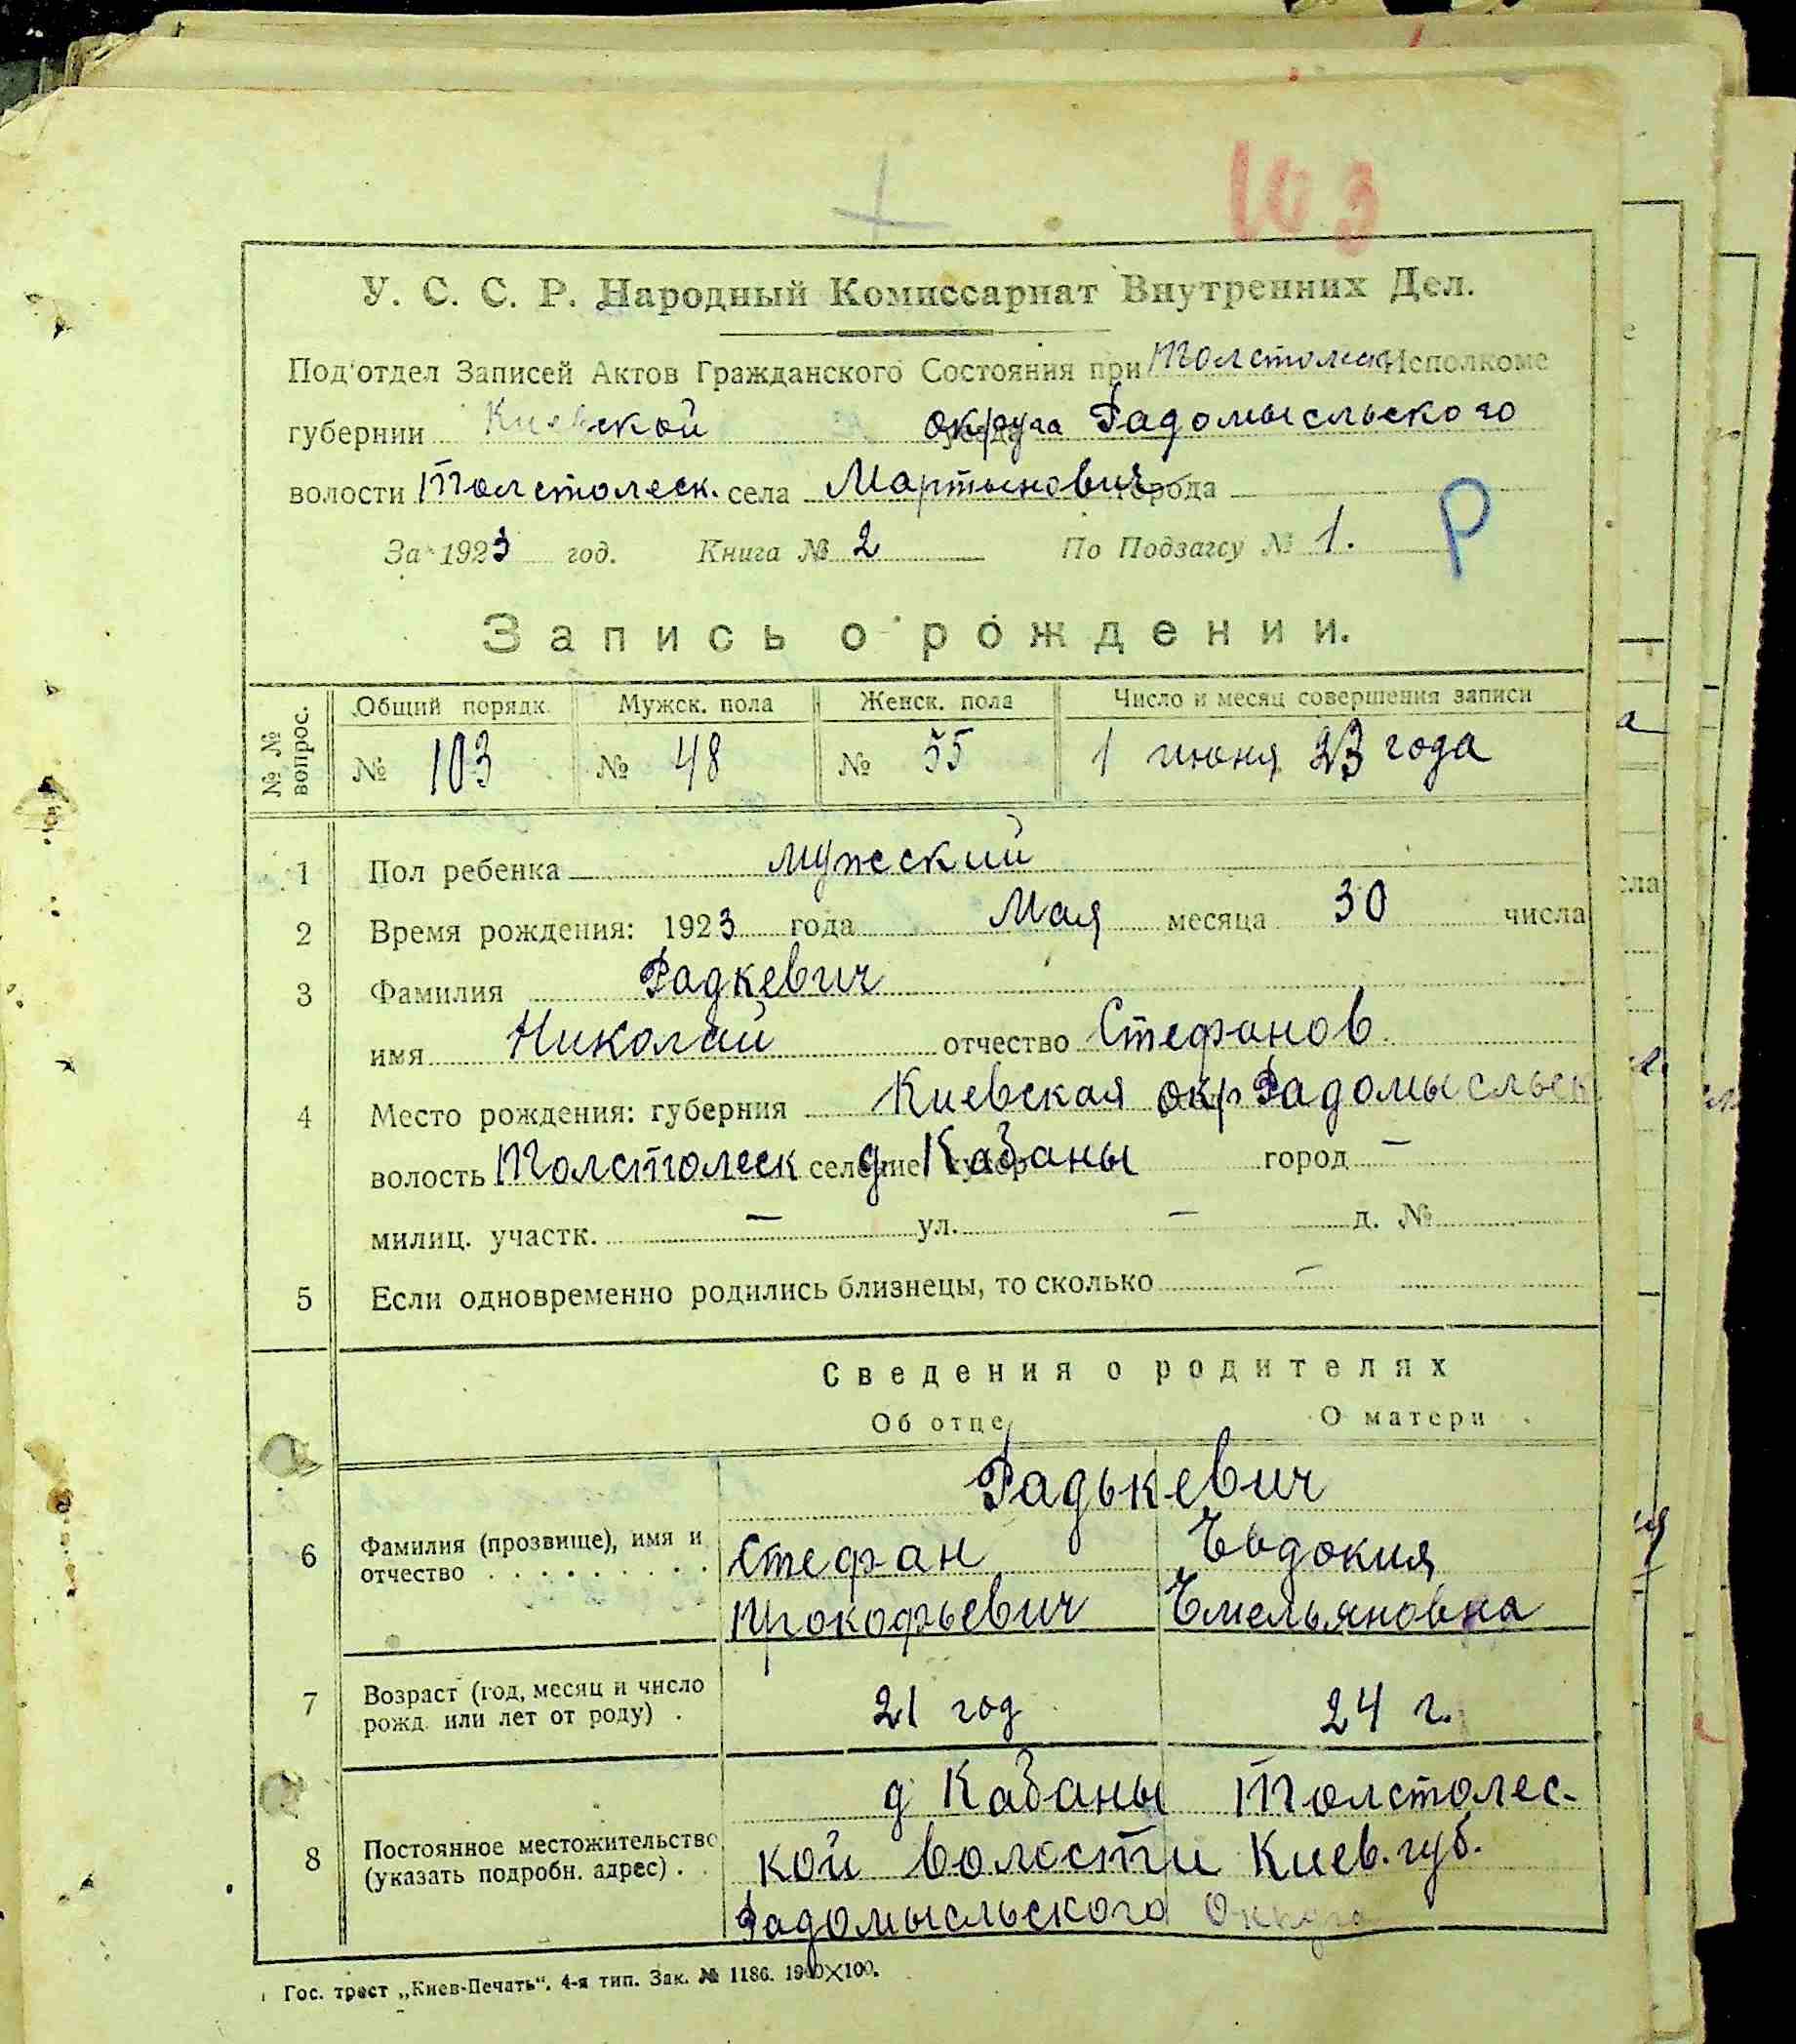 103
У. С. С. Р. Народный Комиссариат Внутренних Дел.
Под'отдел Записей Актов Гражданского Состояния при Толстолеск Исполкоме
губернии Киевской округа Радомысльского
волости Толстолеск. села Мартынович города
За 1923 год. Книга № 2 По Подзагсу № 1. Р
Запись о рождении.
№ № вопрос. Общий порядк. Мужск. пола Женск. пола Число и месяц совершения записи
№ 103 № 48 № 55 1 июня 23 года
1 Пол ребенка мужеский
2 Время рождения: 1923 года Мая месяца 30 числа
3 Фамилия Радкевич
имя Николай отчество Стефанов
4 Место рождения: губерния Киевская окр Радомысльск
волость Толстолеск селение д Кабаны город —
милиц. участк. — ул. — д. №
5 Если одновременно родились близнецы, то сколько —
Сведения о родителях
Об отце О матери
Радькевич
6 Фамилия (прозвище), имя и отчество Стефан Евдокия
Прокофьевич Емельяновна
7 Возраст (год, месяц и число рожд. или лет от роду) 21 год 24 г.
д Кабаны Толстолес-
8 Постоянное местожительство (указать подробн. адрес) кой волости Киев. губ.
Радомысльского Округа
Гос. трест „Киев-Печать“. 4-я тип. Зак. № 1186. 1900×100.